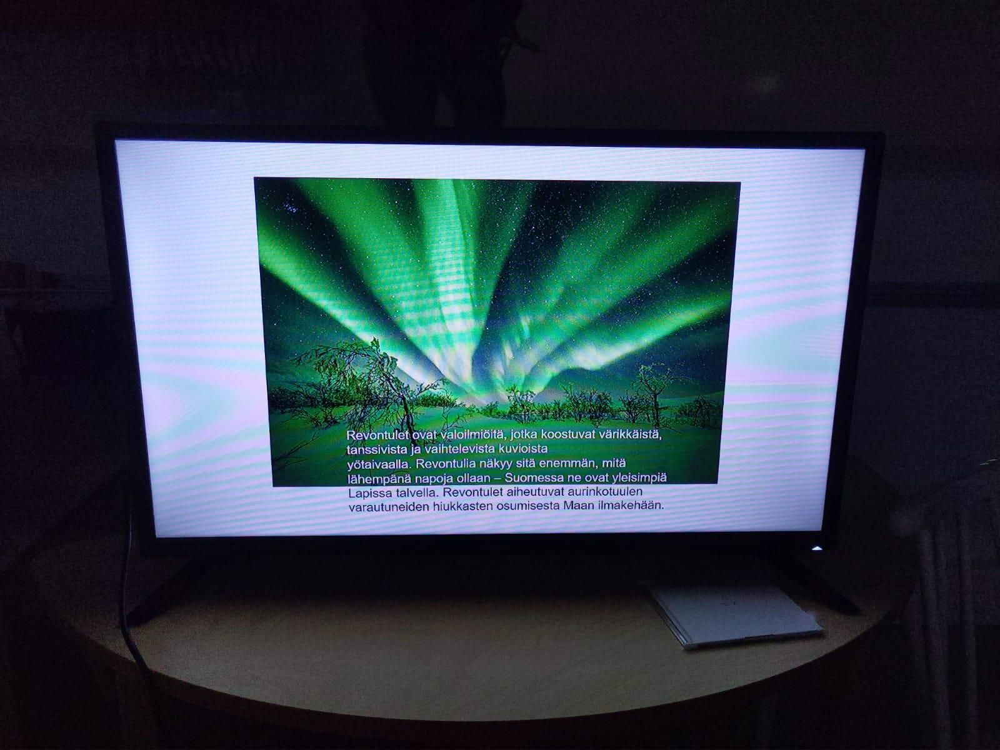 Revontulet ovat valoilmiöitä, jotka koostuvat värikkäistä,
tanssivista ja vaihtelevista kuvioista
yötaivaalla. Revontulia näkyy sitä enemmän, mitä
lähempänä napoja ollaan – Suomessa ne ovat yleisimpiä
Lapissa talvella. Revontulet aiheutuvat aurinkotuulen
varautuneiden hiukkasten osumisesta Maan ilmakehään.